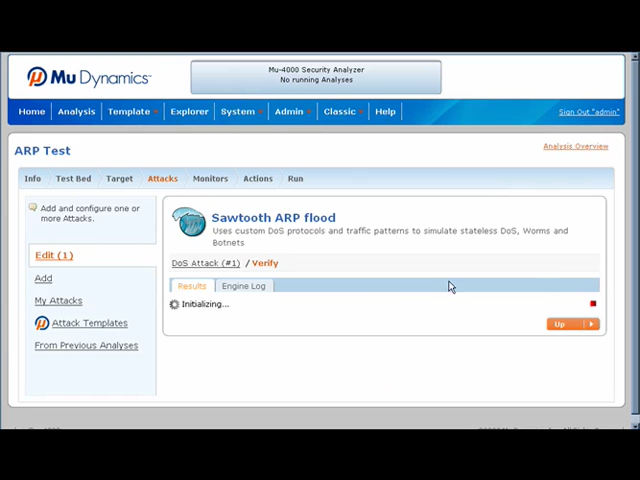 Mu Dynamics
Mu-4000 Security Analyzer
No running Analyses
Home Analysis Template Explorer System Admin Classic Help Sign Out "admin"
ARP Test
Analysis Overview
Info Test Bed Target Attacks Monitors Actions Run
Add and configure one or
more Attacks.
Edit (1)
Add
My Attacks
Attack Templates
From Previous Analyses
Sawtooth ARP flood
Uses custom DoS protocols and traffic patterns to simulate stateless DoS, Worms and
Botnets
DoS Attack (#1) / Verify
Results Engine Log
Initializing...
Up